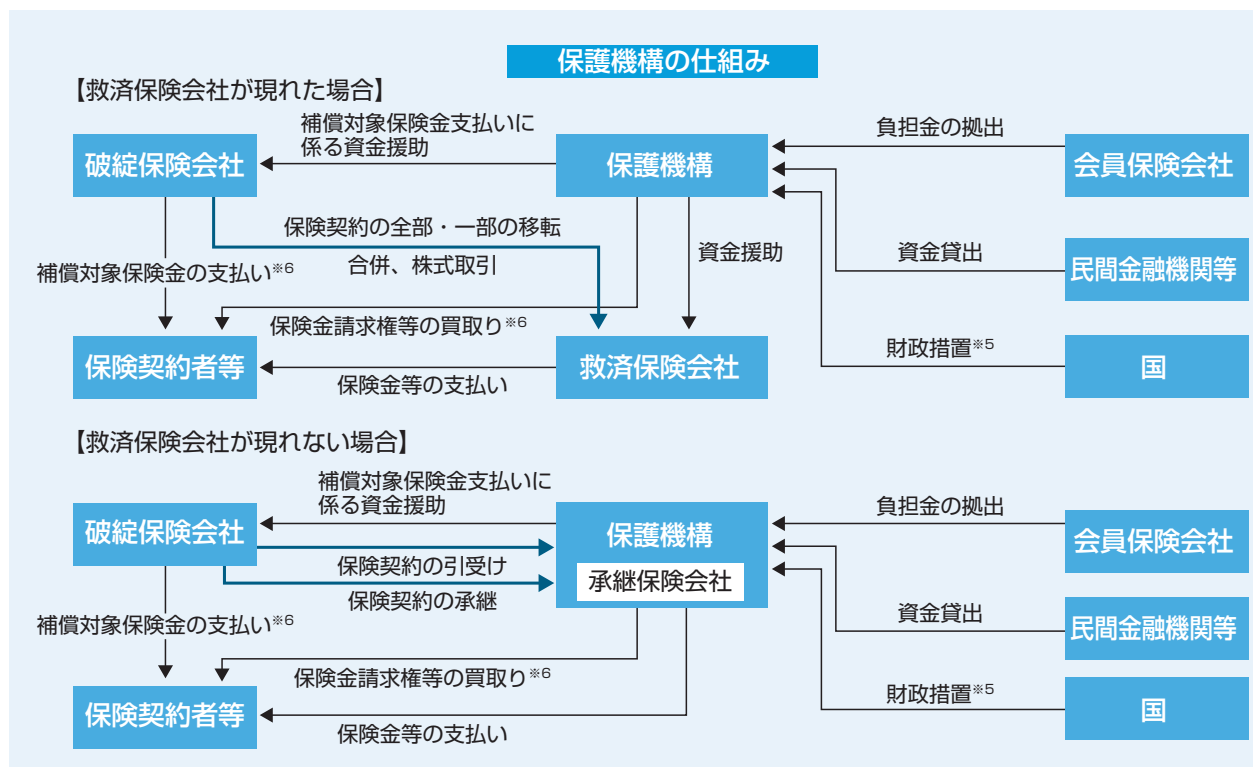 保護機構の仕組み
【救済保険会社が現れた場合】
補償対象保険金支払いに
係る資金援助
負担金の拠出
破綻保険会社
保護機構
会員保険会社
保険契約の全部・一部の移転
合併、株式取引
資金援助
資金貸出
民間金融機関等
補償対象保険金の支払い※6
保険金請求権等の買取り※6
財政措置※5
保険契約者等
救済保険会社
国
保険金等の支払い
【救済保険会社が現れない場合】
補償対象保険金支払いに
係る資金援助
負担金の拠出
破綻保険会社
保護機構
会員保険会社
保険契約の引受け
承継保険会社
保険契約の承継
資金貸出
民間金融機関等
補償対象保険金の支払い※6
保険金請求権等の買取り※6
財政措置※5
保険契約者等
国
保険金等の支払い